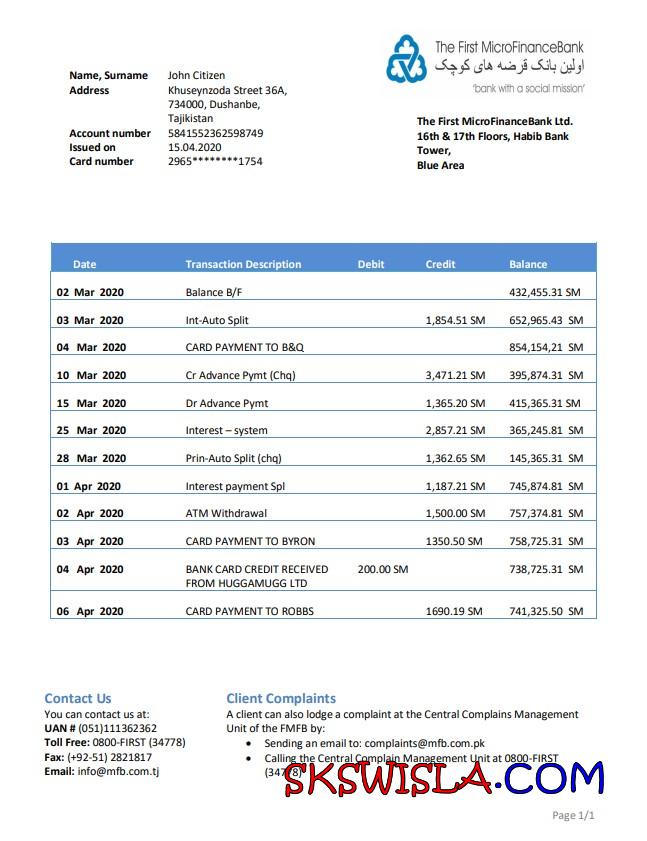 The First MicroFinanceBank
اولین بانک قرضه های کوچک
'bank with a social mission'
Name, Surname John Citizen
Address Khuseynzoda Street 36A,
734000, Dushanbe,
Tajikistan
Account number 5841552362598749
Issued on 15.04.2020
Card number 2965********1754
The First MicroFinanceBank Ltd.
16th & 17th Floors, Habib Bank
Tower,
Blue Area
Date Transaction Description Debit Credit Balance
02 Mar 2020 Balance B/F 432,455.31 SM
03 Mar 2020 Int-Auto Split 1,854.51 SM 652,965.43 SM
04 Mar 2020 CARD PAYMENT TO B&Q 854,154,21 SM
10 Mar 2020 Cr Advance Pymt (Chq) 3,471.21 SM 395,874.31 SM
15 Mar 2020 Dr Advance Pymt 1,365.20 SM 415,365.31 SM
25 Mar 2020 Interest – system 2,857.21 SM 365,245.81 SM
28 Mar 2020 Prin-Auto Split (chq) 1,362.65 SM 145,365.31 SM
01 Apr 2020 Interest payment Spl 1,187.21 SM 745,874.81 SM
02 Apr 2020 ATM Withdrawal 1,500.00 SM 757,374.81 SM
03 Apr 2020 CARD PAYMENT TO BYRON 1350.50 SM 758,725.31 SM
04 Apr 2020 BANK CARD CREDIT RECEIVED 200.00 SM 738,725.31 SM
FROM HUGGAMUGG LTD
06 Apr 2020 CARD PAYMENT TO ROBBS 1690.19 SM 741,325.50 SM
Contact Us
You can contact us at:
UAN # (051)111362362
Toll Free: 0800-FIRST (34778)
Fax: (+92-51) 2821817
Email: info@mfb.com.tj
Client Complaints
A client can also lodge a complaint at the Central Complains Management
Unit of the FMFB by:
• Sending an email to: complaints@mfb.com.pk
• Calling the Central Complain Management Unit at 0800-FIRST
(34778)
SKSWISLA.COM
Page 1/1